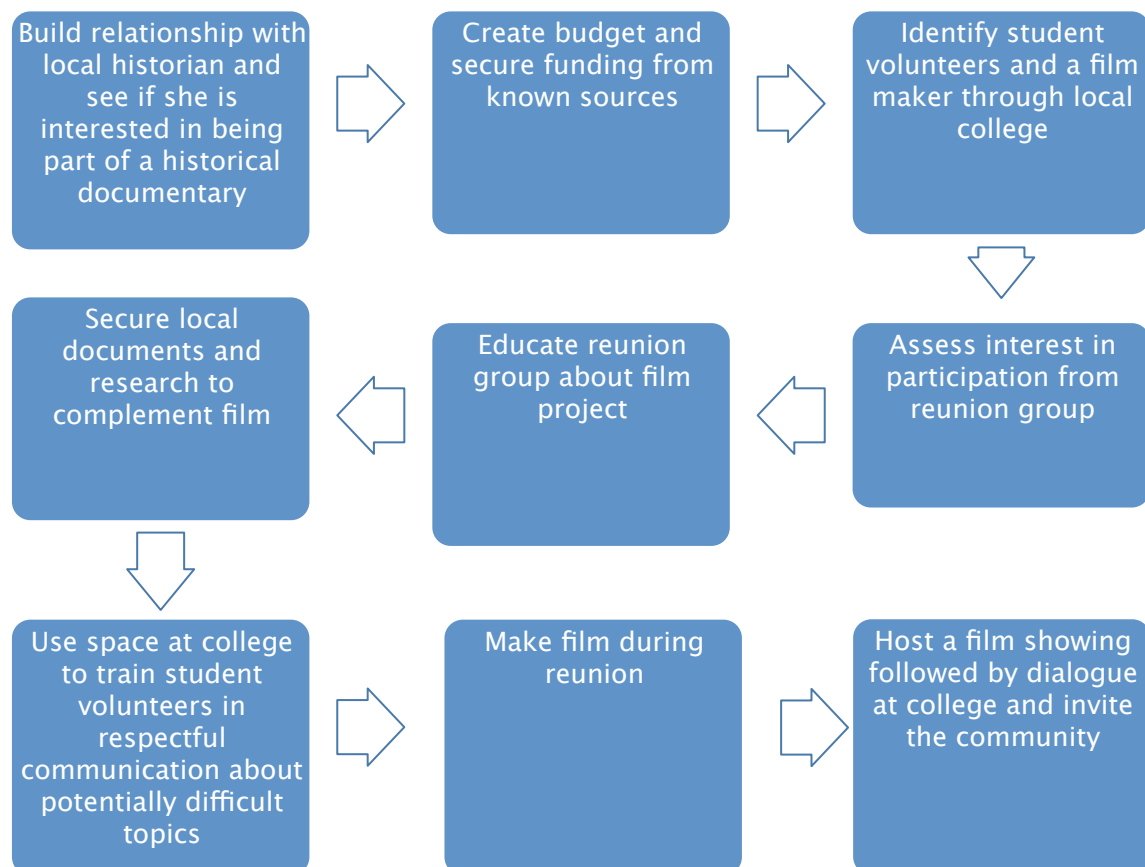 Build relationship with
local historian and
see if she is
interested in being
part of a historical
documentary
Create budget and
secure funding from
known sources
Identify student
volunteers and a film
maker through local
college
Assess interest in
participation from
reunion group
Educate reunion
group about film
project
Secure local
documents and
research to
complement film
Use space at college
to train student
volunteers in
respectful
communication about
potentially difficult
topics
Make film during
reunion
Host a film showing
followed by dialogue
at college and invite
the community